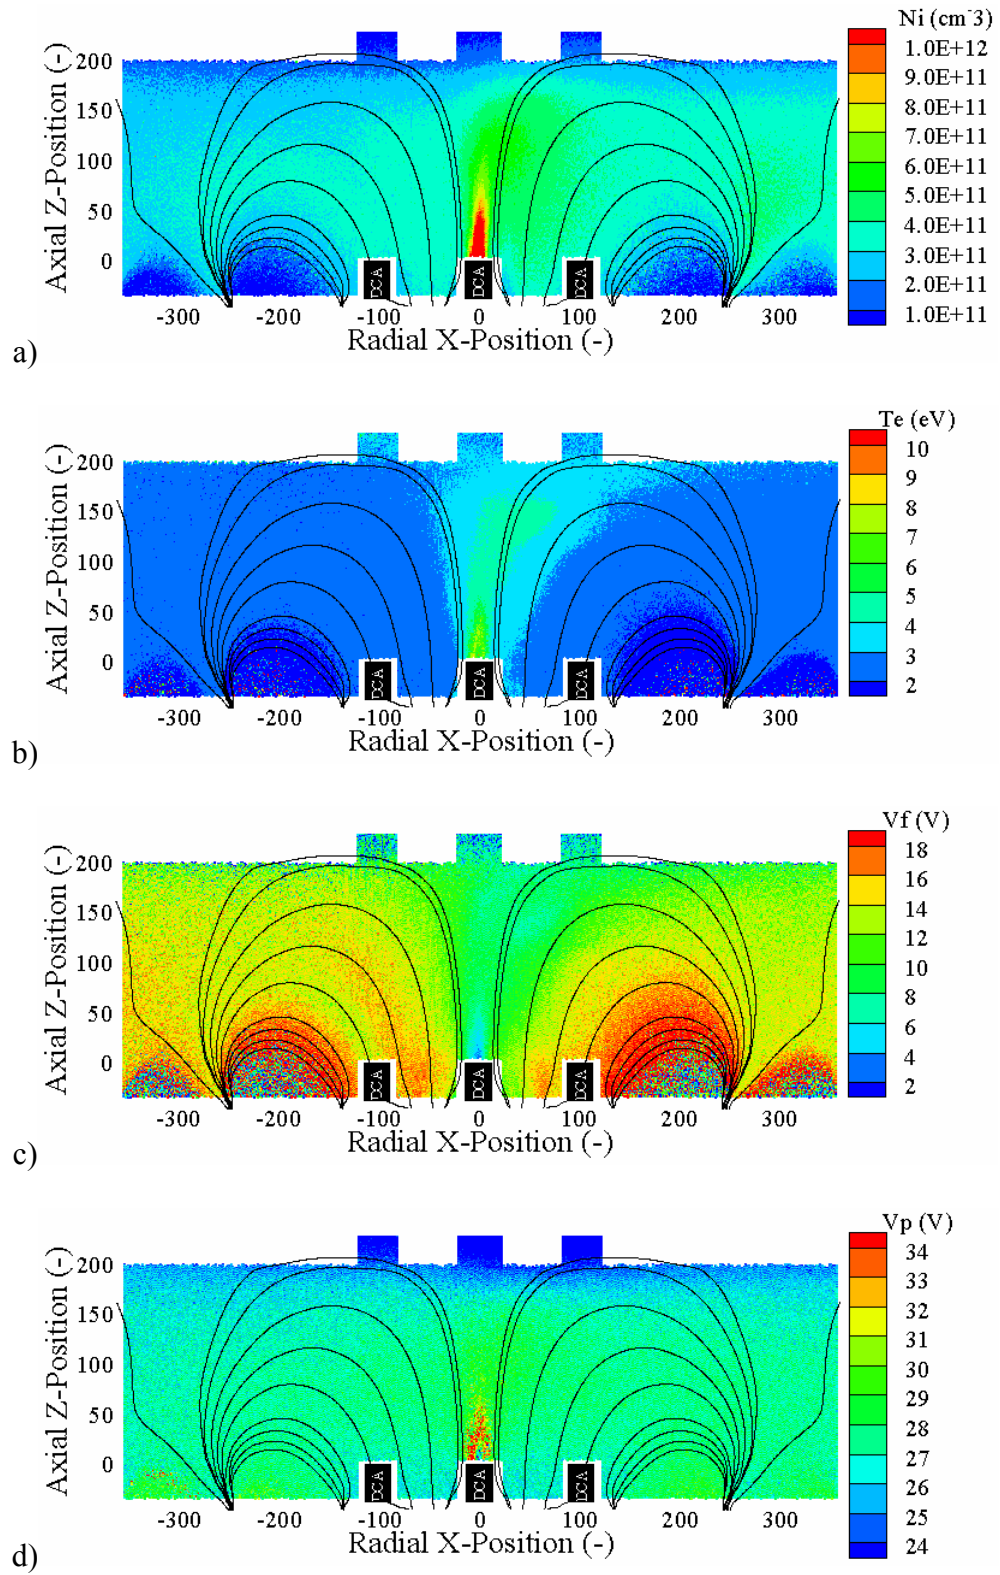 Ni (cm⁻3)
1.0E+12
9.0E+11
8.0E+11
7.0E+11
6.0E+11
5.0E+11
4.0E+11
3.0E+11
2.0E+11
1.0E+11
Axial Z-Position (-)
200
150
100
50
0
DCA DCA DCA
-300 -200 -100 0 100 200 300
Radial X-Position (-)
a)
Te (eV)
10
9
8
7
6
5
4
3
2
Axial Z-Position (-)
200
150
100
50
0
DCA DCA DCA
-300 -200 -100 0 100 200 300
Radial X-Position (-)
b)
Vf (V)
18
16
14
12
10
8
6
4
2
Axial Z-Position (-)
200
150
100
50
0
DCA DCA DCA
-300 -200 -100 0 100 200 300
Radial X-Position (-)
c)
Vp (V)
34
33
32
31
30
29
28
27
26
25
24
Axial Z-Position (-)
200
150
100
50
0
DCA DCA DCA
-300 -200 -100 0 100 200 300
Radial X-Position (-)
d)